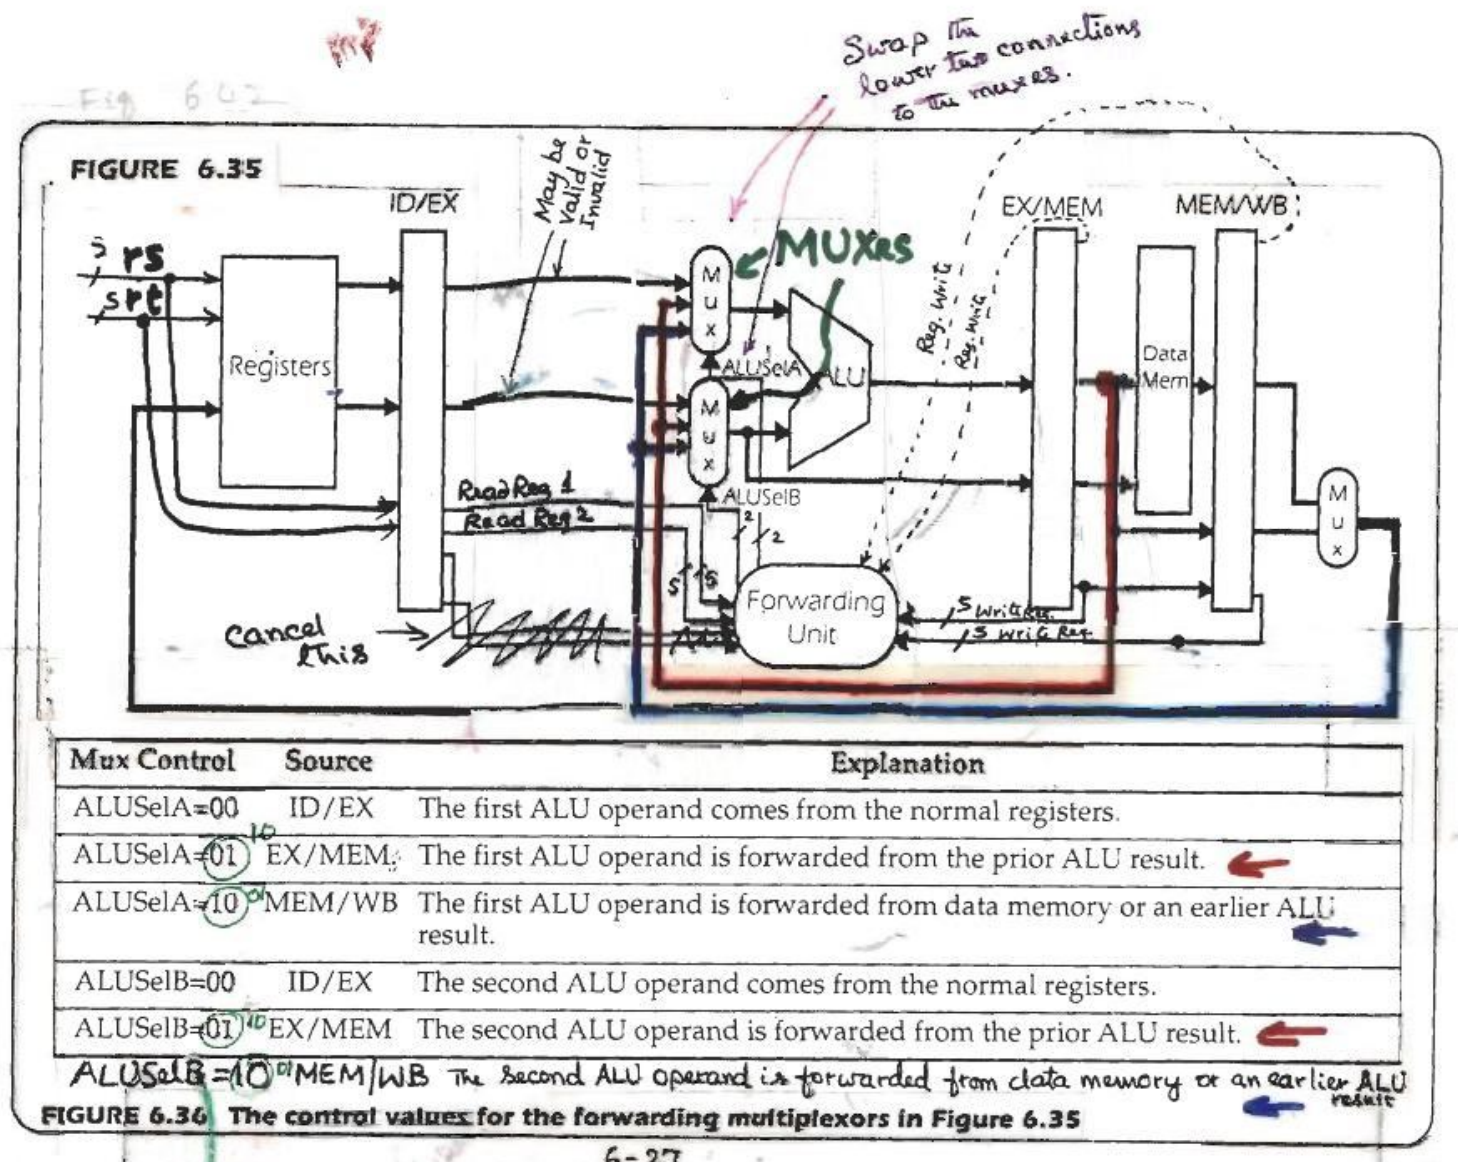 Swap the
lower two connections
to the muxes.
Fig 6.42
FIGURE 6.35
ID/EX
May be
Valid or
Invalid
EX/MEM
MEM/WB
5
rs
5
rt
MUXRS
Mux
Reg. Write
Reg. Write
Registers
ALUSelA
ALU
Data
Mem
Mux
ALUSelB
Read Reg 1
Read Reg 2
2
2
Mux
5
5
Forwarding
Unit
5 Write Reg.
5 Write Reg.
Cancel
this
Mux Control Source Explanation
ALUSelA=00 ID/EX The first ALU operand comes from the normal registers.
ALUSelA=01 10 EX/MEM The first ALU operand is forwarded from the prior ALU result.
ALUSelA=10 01 MEM/WB The first ALU operand is forwarded from data memory or an earlier ALU
result.
ALUSelB=00 ID/EX The second ALU operand comes from the normal registers.
ALUSelB=01 10 EX/MEM The second ALU operand is forwarded from the prior ALU result.
ALUSelB=10 01 MEM/WB The second ALU operand is forwarded from data memory or an earlier ALU
result
FIGURE 6.36 The control values for the forwarding multiplexors in Figure 6.35
6-27